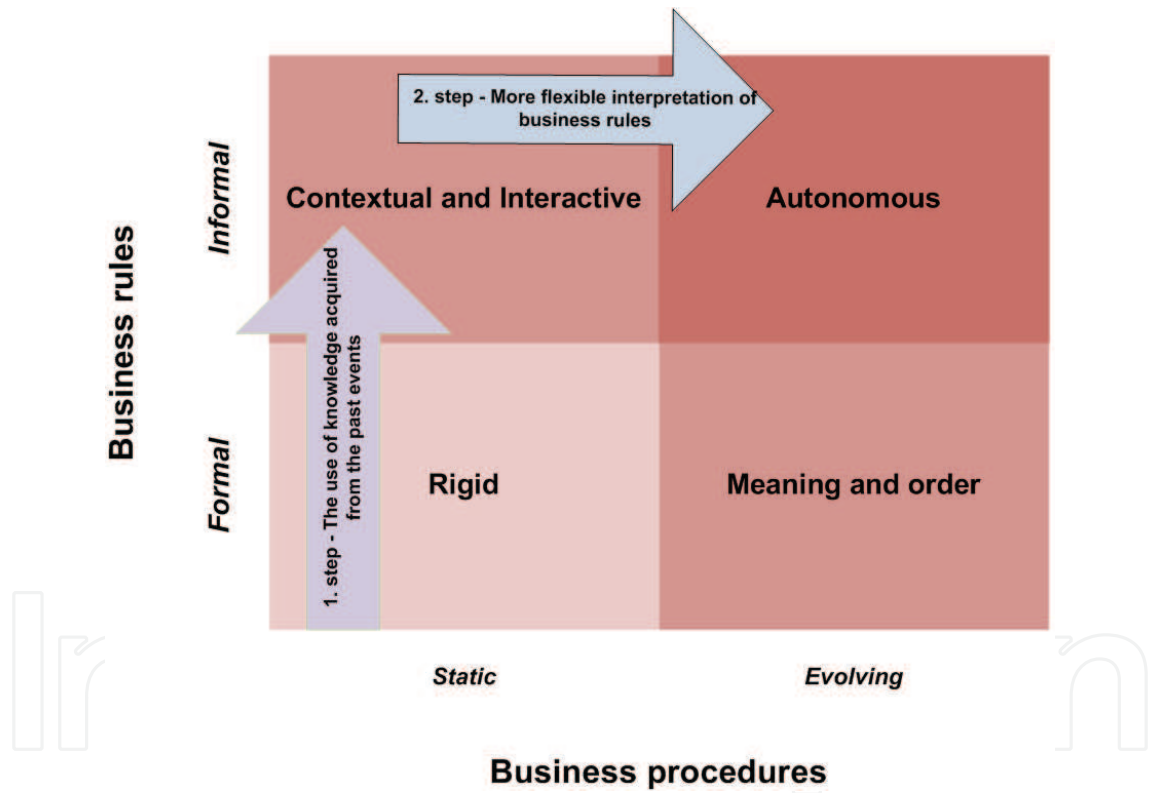 2. step - More flexible interpretation of
business rules
Contextual and Interactive
Autonomous
Informal
Business rules
1. step - The use of knowledge acquired
from the past events
Formal
Rigid
Meaning and order
Static
Evolving
Business procedures